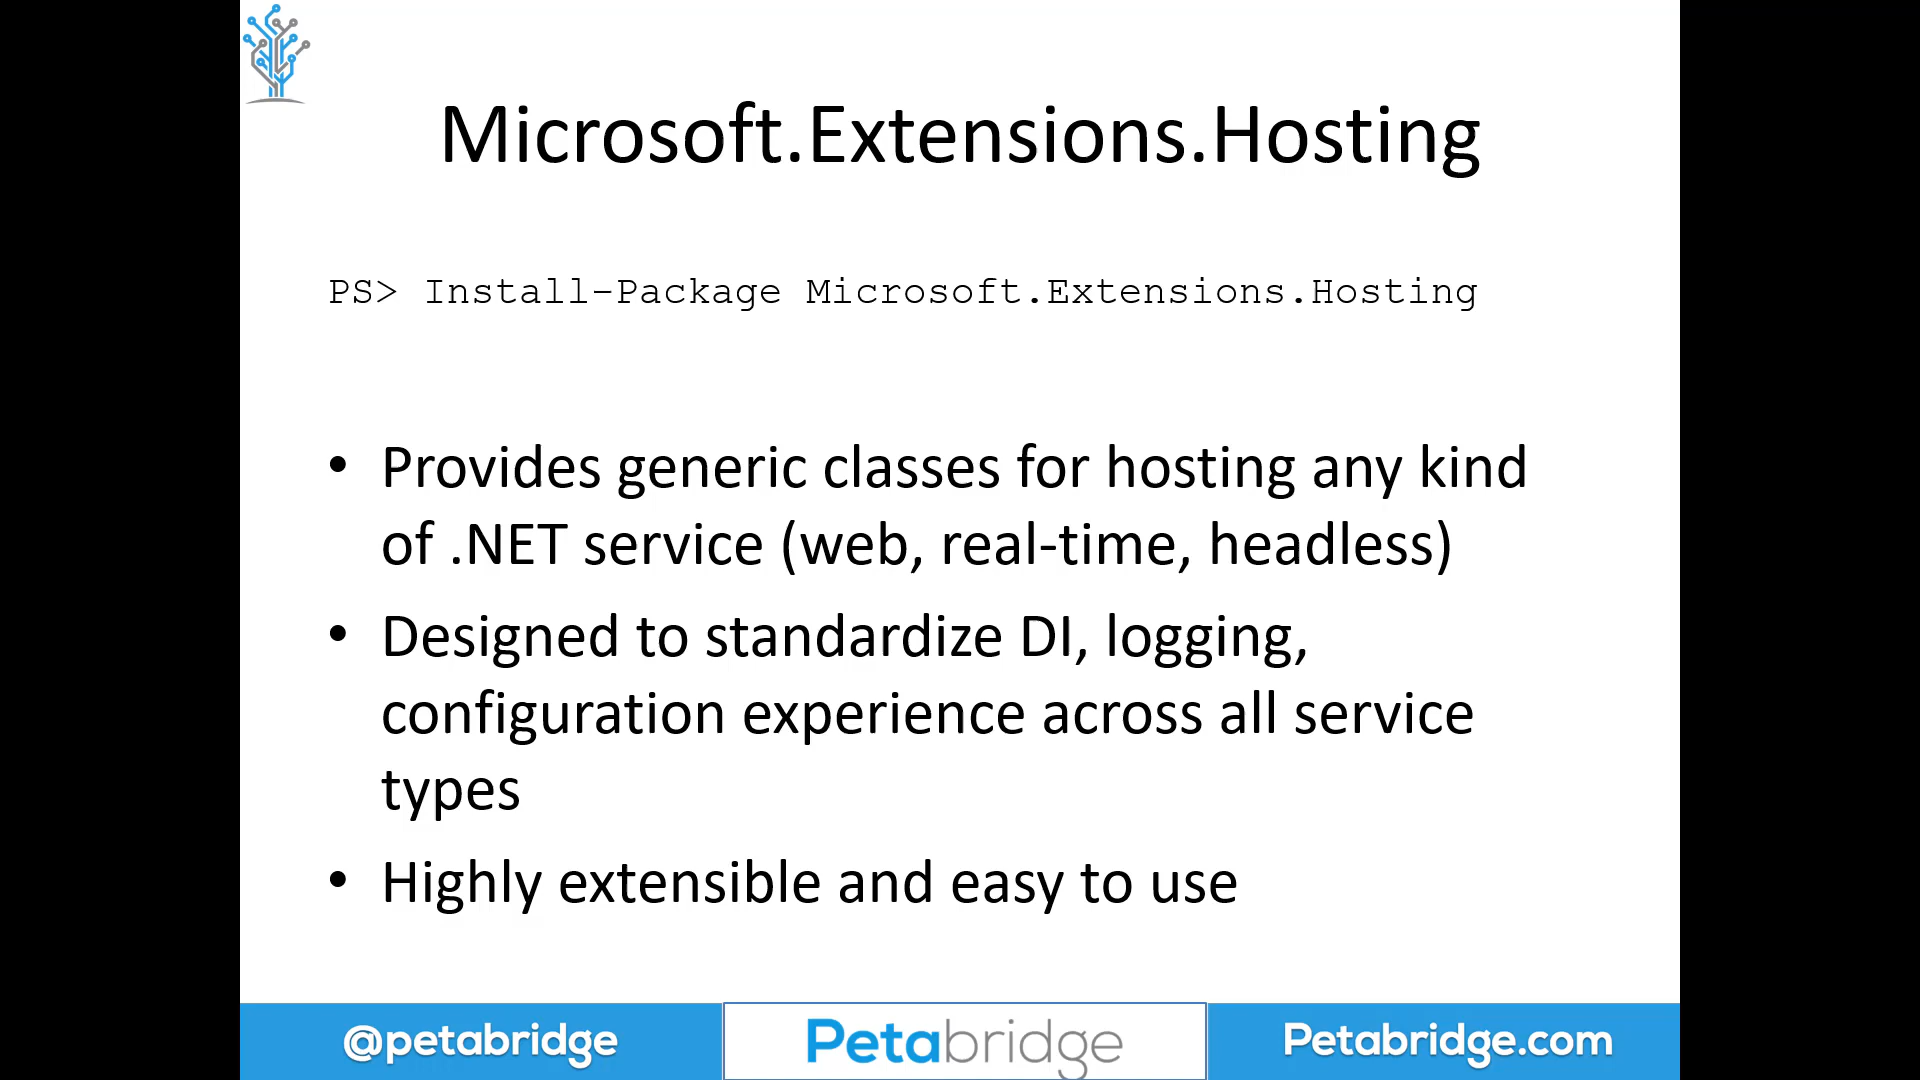 Microsoft.Extensions.Hosting
PS> Install-Package Microsoft.Extensions.Hosting
• Provides generic classes for hosting any kind
of .NET service (web, real-time, headless)
• Designed to standardize DI, logging,
configuration experience across all service
types
• Highly extensible and easy to use
@petabridge
Petabridge
Petabridge.com